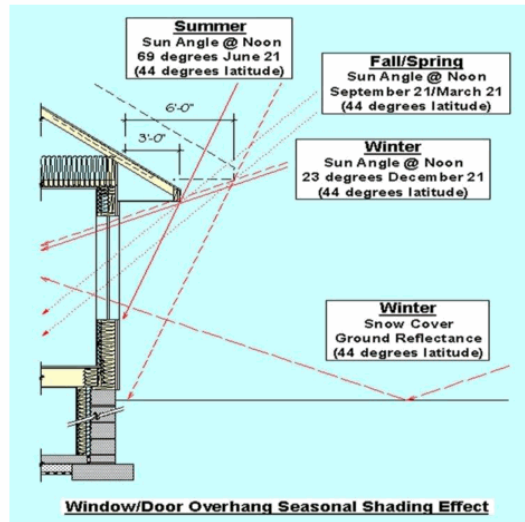 Summer
Sun Angle @ Noon
69 degrees June 21
(44 degrees latitude)
Fall/Spring
Sun Angle @ Noon
September 21/March 21
(44 degrees latitude)
6'-0"
3'-0"
Winter
Sun Angle @ Noon
23 degrees December 21
(44 degrees latitude)
Winter
Snow Cover
Ground Reflectance
(44 degrees latitude)
Window/Door Overhang Seasonal Shading Effect